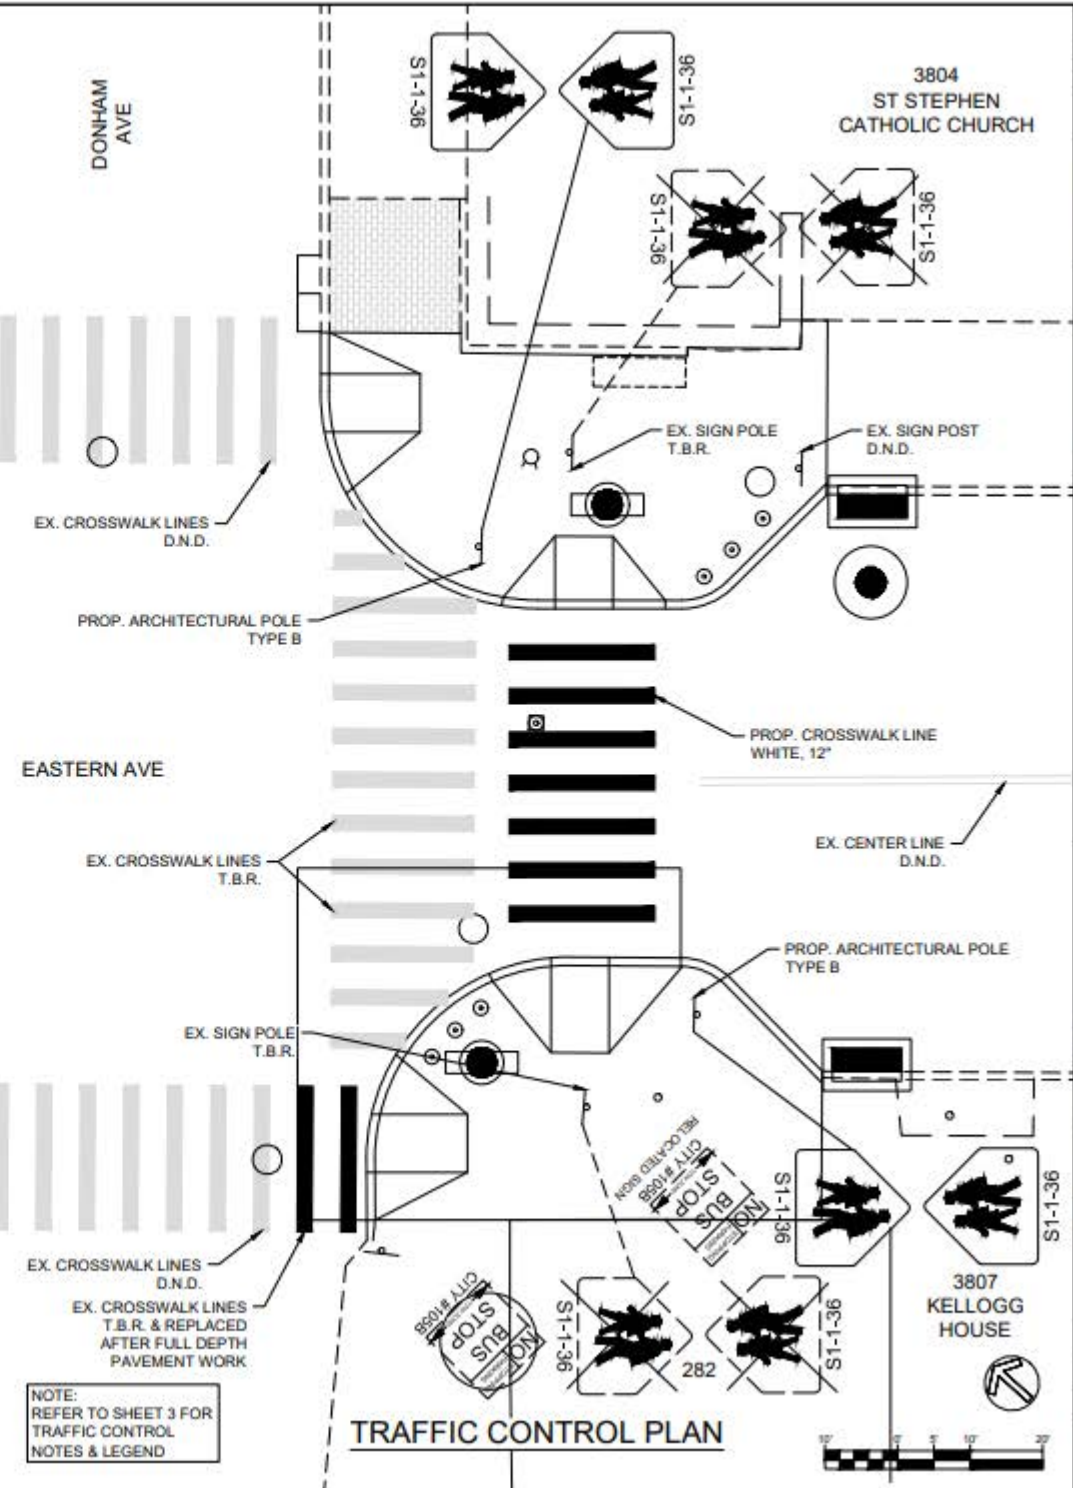 DONHAM
AVE
S1-1-36
S1-1-36
3804
ST STEPHEN
CATHOLIC CHURCH
S1-1-36
S1-1-36
EX. SIGN POLE
T.B.R.
EX. SIGN POST
D.N.D.
EX. CROSSWALK LINES
D.N.D.
PROP. ARCHITECTURAL POLE
TYPE B
PROP. CROSSWALK LINE
WHITE, 12"
EASTERN AVE
EX. CENTER LINE
D.N.D.
EX. CROSSWALK LINES
T.B.R.
PROP. ARCHITECTURAL POLE
TYPE B
EX. SIGN POLE
T.B.R.
RELOCATED SIGN
CITY #105B
STOP
BUS
NO
S1-1-36
S1-1-36
EX. CROSSWALK LINES
D.N.D.
EX. CROSSWALK LINES
T.B.R. & REPLACED
AFTER FULL DEPTH
PAVEMENT WORK
CITY #105B
STOP
BUS
NO
S1-1-36
282
S1-1-36
3807
KELLOGG
HOUSE
NOTE:
REFER TO SHEET 3 FOR
TRAFFIC CONTROL
NOTES & LEGEND
TRAFFIC CONTROL PLAN
10' 0' 5' 10' 20'